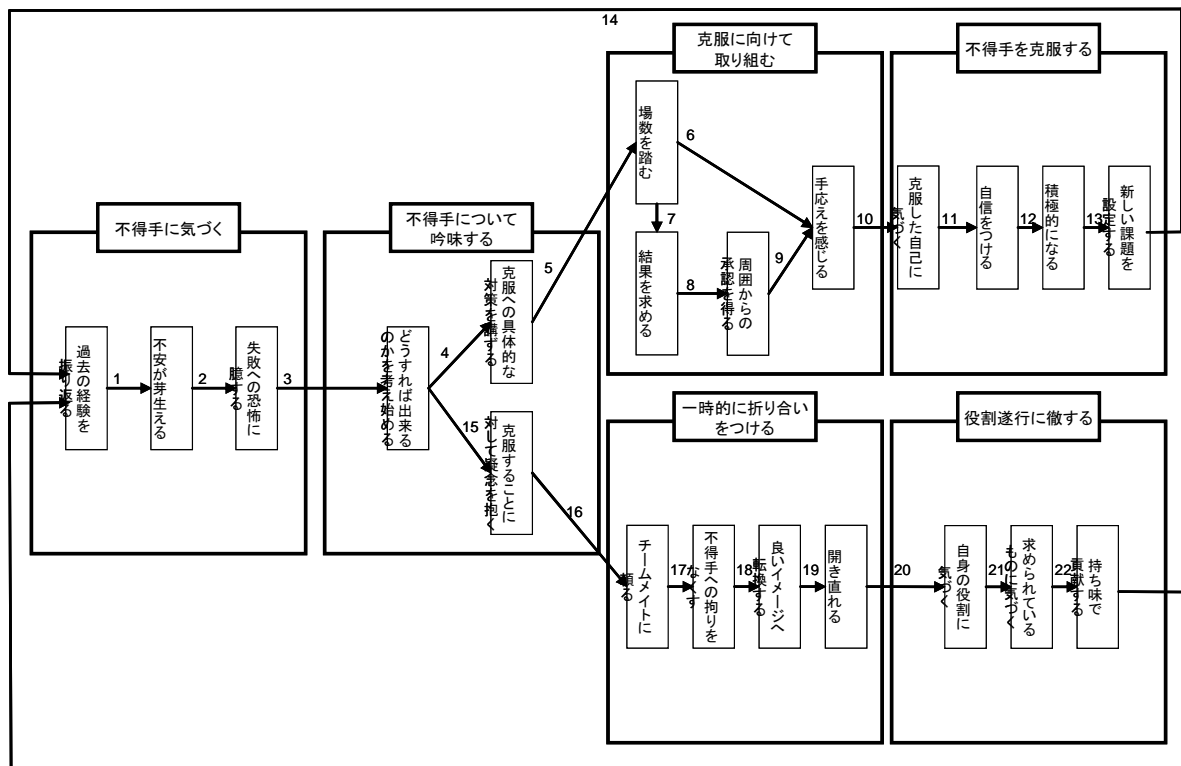 14
克服に向けて
取り組む
不得手を克服する
場数を踏む
6
7
結果を求める
8
周囲からの
承認を得る
9
手応えを感じる
10
克服した自己に
気づく
11
自信をつける
12
積極的になる
13
新しい課題を
設定する
不得手に気づく
過去の経験を
振り返る
1
不安が芽生える
2
失敗への恐怖に
臆する
3
不得手について
吟味する
どうすれば出来る
のかを考え始める
4
克服への具体的な
対策を講ずる
5
15
克服することに
対して疑念を抱く
16
一時的に折り合い
をつける
チームメイトに
頼る
17
不得手への拘りを
なくす
18
良いイメージへ
転換する
19
開き直れる
20
役割遂行に徹する
自身の役割に
気づく
21
求められている
ものに気づく
22
持ち味で
貢献する